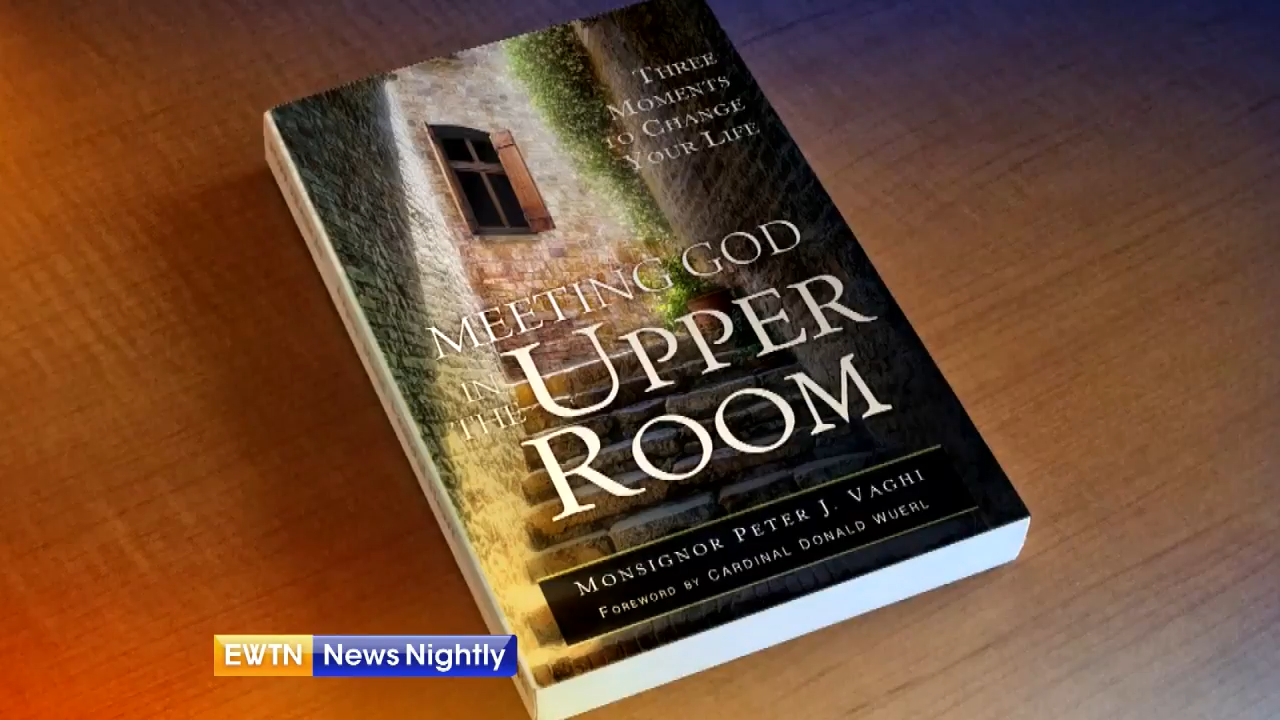 THREE
MOMENTS
TO CHANGE
YOUR LIFE
MEETING GOD
IN THE UPPER
ROOM
MONSIGNOR PETER J. VAGHI
FOREWORD BY CARDINAL DONALD WUERL
EWTN News Nightly